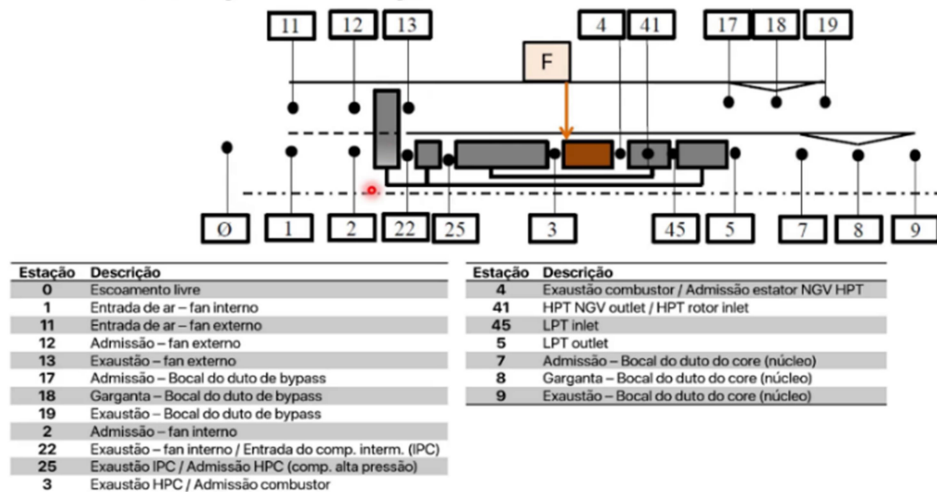 11 12 13 4 41 17 18 19
F
Ø 1 2 22 25 3 45 5 7 8 9
Estação Descrição
0 Escoamento livre
1 Entrada de ar – fan interno
11 Entrada de ar – fan externo
12 Admissão – fan externo
13 Exaustão – fan externo
17 Admissão – Bocal do duto de bypass
18 Garganta – Bocal do duto de bypass
19 Exaustão – Bocal do duto de bypass
2 Admissão – fan interno
22 Exaustão – fan interno / Entrada do comp. interm. (IPC)
25 Exaustão IPC / Admissão HPC (comp. alta pressão)
3 Exaustão HPC / Admissão combustor
Estação Descrição
4 Exaustão combustor / Admissão estator NGV HPT
41 HPT NGV outlet / HPT rotor inlet
45 LPT inlet
5 LPT outlet
7 Admissão – Bocal do duto do core (núcleo)
8 Garganta – Bocal do duto do core (núcleo)
9 Exaustão – Bocal do duto do core (núcleo)